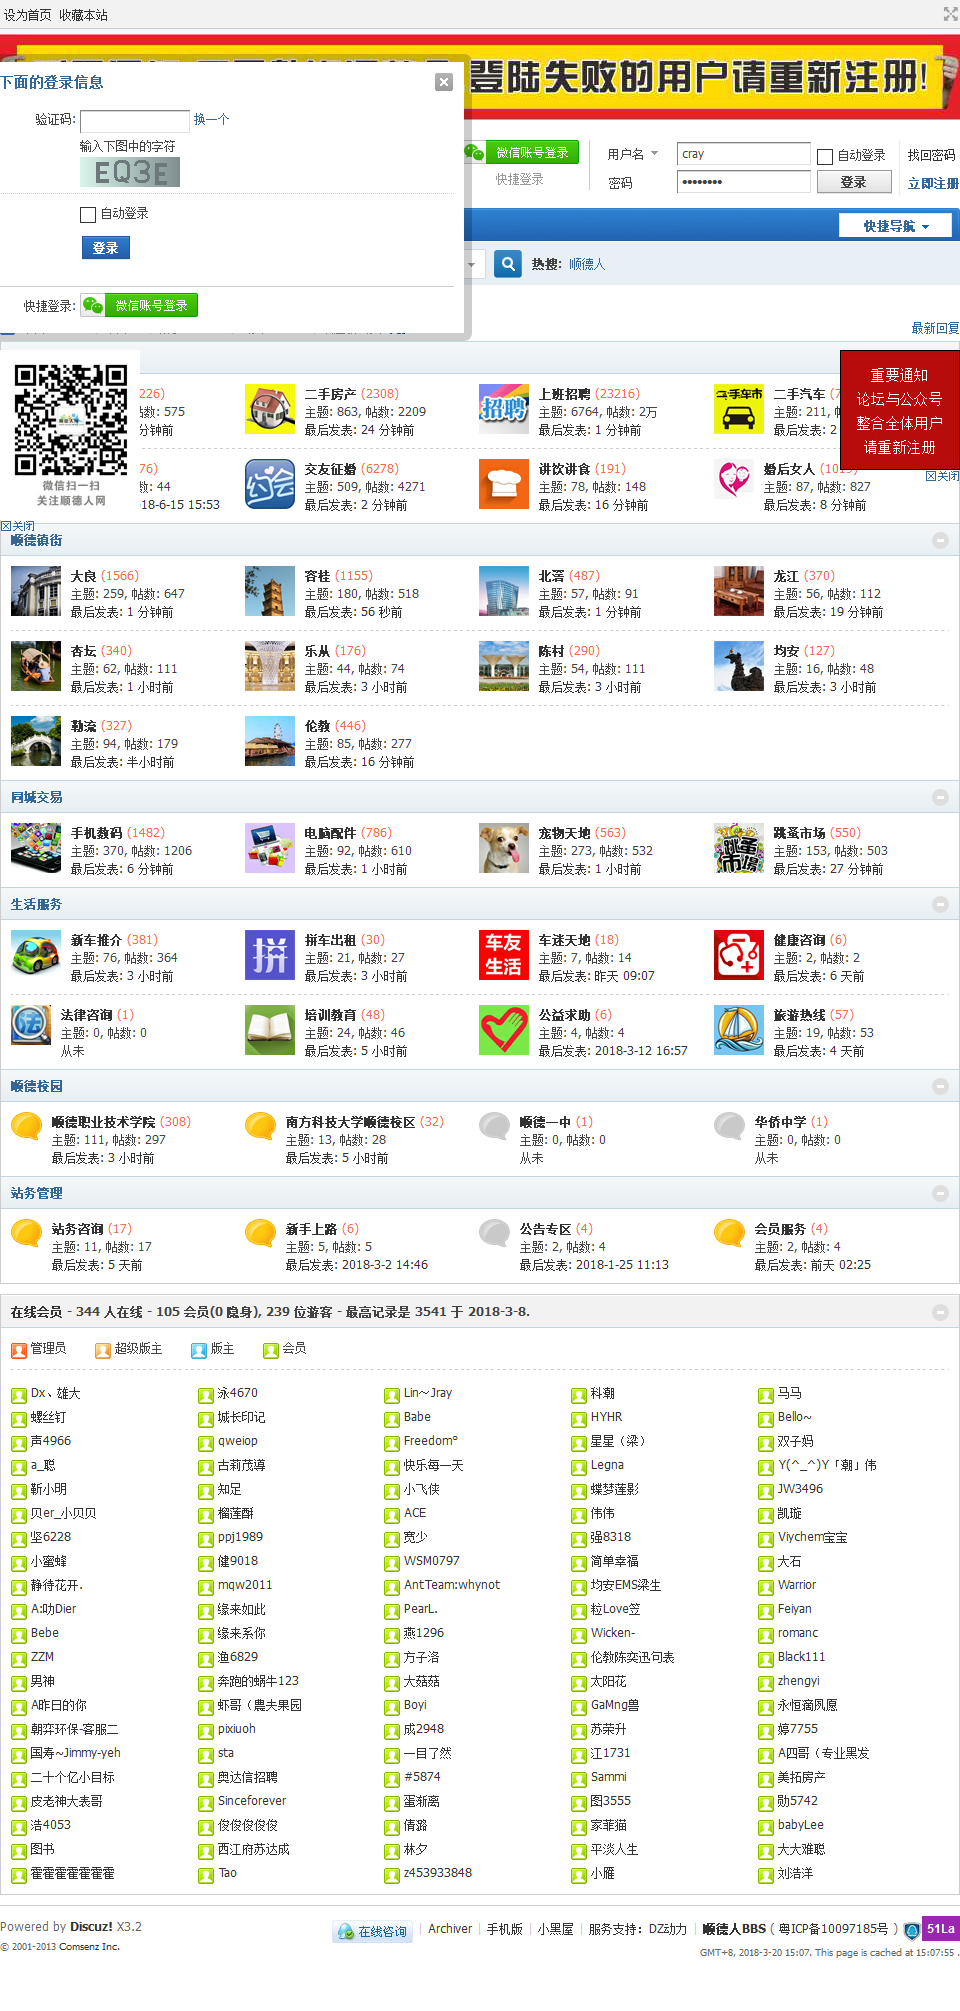 设为首页 收藏本站
登陆失败的用户请重新注册!
下面的登录信息
验证码: 换一个
输入下图中的字符
EQ3E
自动登录
登录
快捷登录: 微信账号登录
微信账号登录
快捷登录
用户名 cray 自动登录 找回密码
密码 •••••••• 登录 立即注册
快捷导航
热搜: 顺德人
最新回复
微信扫一扫
关注顺德人网
关闭
重要通知
论坛与公众号
整合全体用户
请重新注册
关闭
226) 二手房产 (2308) 上班招聘 (23216) 二手汽车
帖数: 575 主题: 863, 帖数: 2209 主题: 6764, 帖数: 2万 主题: 211,
分钟前 最后发表: 24 分钟前 最后发表: 1 分钟前 最后发表: 2
76) 交友征婚 (6278) 讲饮讲食 (191) 婚后女人
数: 44 主题: 509, 帖数: 4271 主题: 78, 帖数: 148 主题: 87, 帖数: 827
18-6-15 15:53 最后发表: 2 分钟前 最后发表: 16 分钟前 最后发表: 8 分钟前
顺德镇街
大良 (1566) 容桂 (1155) 北滘 (487) 龙江 (370)
主题: 259, 帖数: 647 主题: 180, 帖数: 518 主题: 57, 帖数: 91 主题: 56, 帖数: 112
最后发表: 1 分钟前 最后发表: 56 秒前 最后发表: 1 分钟前 最后发表: 19 分钟前
杏坛 (340) 乐从 (176) 陈村 (290) 均安 (127)
主题: 62, 帖数: 111 主题: 44, 帖数: 74 主题: 54, 帖数: 111 主题: 16, 帖数: 48
最后发表: 1 小时前 最后发表: 3 小时前 最后发表: 3 小时前 最后发表: 3 小时前
勒流 (327) 伦教 (446)
主题: 94, 帖数: 179 主题: 85, 帖数: 277
最后发表: 半小时前 最后发表: 16 分钟前
同城交易
手机数码 (1482) 电脑配件 (786) 宠物天地 (563) 跳蚤市场 (550)
主题: 370, 帖数: 1206 主题: 92, 帖数: 610 主题: 273, 帖数: 532 主题: 153, 帖数: 503
最后发表: 6 分钟前 最后发表: 1 小时前 最后发表: 1 小时前 最后发表: 27 分钟前
生活服务
新车推介 (381) 拼车出租 (30) 车迷天地 (18) 健康咨询 (6)
主题: 76, 帖数: 364 主题: 21, 帖数: 27 主题: 7, 帖数: 14 主题: 2, 帖数: 2
最后发表: 3 小时前 最后发表: 3 小时前 最后发表: 昨天 09:07 最后发表: 6 天前
法律咨询 (1) 培训教育 (48) 公益求助 (6) 旅游热线 (57)
主题: 0, 帖数: 0 主题: 24, 帖数: 46 主题: 4, 帖数: 4 主题: 19, 帖数: 53
从未 最后发表: 5 小时前 最后发表: 2018-3-12 16:57 最后发表: 4 天前
顺德校园
顺德职业技术学院 (308) 南方科技大学顺德校区 (32) 顺德一中 (1) 华侨中学 (1)
主题: 111, 帖数: 297 主题: 13, 帖数: 28 主题: 0, 帖数: 0 主题: 0, 帖数: 0
最后发表: 3 小时前 最后发表: 5 小时前 从未 从未
站务管理
站务咨询 (17) 新手上路 (6) 公告专区 (4) 会员服务 (4)
主题: 11, 帖数: 17 主题: 5, 帖数: 5 主题: 2, 帖数: 4 主题: 2, 帖数: 4
最后发表: 5 天前 最后发表: 2018-3-2 14:46 最后发表: 2018-1-25 11:13 最后发表: 前天 02:25
在线会员 - 344 人在线 - 105 会员(0 隐身), 239 位游客 - 最高记录是 3541 于 2018-3-8.
管理员 超级版主 版主 会员
Dx、雄大 泳4670 Lin～Jray 科潮 马马
螺丝钉 城长印记 Babe HYHR Bello~
声4966 qweiop Freedom° 星星（梁） 双子妈
a_聪 古莉茂導 快乐每一天 Legna Y(^_^)Y「潮」伟
靳小明 知足 小飞侠 蝶梦莲影 JW3496
贝er_小贝贝 榴莲酥 ACE 伟伟 凯璇
坚6228 ppj1989 宽少 强8318 Viychem宝宝
小蜜蜂 健9018 WSM0797 简单幸福 大石
静待花开. mqw2011 AntTeam:whynot 均安EMS梁生 Warrior
A:叻Dier 缘来如此 PearL. 粒Love笠 Feiyan
Bebe 缘来系你 燕1296 Wicken- romanc
ZZM 渔6829 方子洛 伦教陈奕迅句表 Black111
男神 奔跑的蜗牛123 大菇菇 太阳花 zhengyi
A昨日的你 虾哥（農夫果园 Boyi GaMng兽 永恒滴夙愿
朝弈环保-客服二 pixiuoh 成2948 苏荣升 婷7755
国寿~Jimmy-yeh sta 一目了然 江1731 A四哥（专业黑发
二十个亿小目标 奥达信招聘 #5874 Sammi 美拓房产
皮老神大表哥 Sinceforever 蛋渐离 图3555 勋5742
洁4053 俊俊俊俊俊 倩潞 家菲猫 babyLee
图书 西江府苏达成 林夕 平淡人生 大大难聪
霍霍霍霍霍霍霍 Tao z453933848 小雁 刘浩洋
Powered by Discuz! X3.2 在线咨询 | Archiver | 手机版 | 小黑屋 | 服务支持: DZ动力 | 顺德人BBS ( 粤ICP备10097185号 ) 51La
© 2001-2013 Comsenz Inc. GMT+8, 2018-3-20 15:07. This page is cached at 15:07:55 .